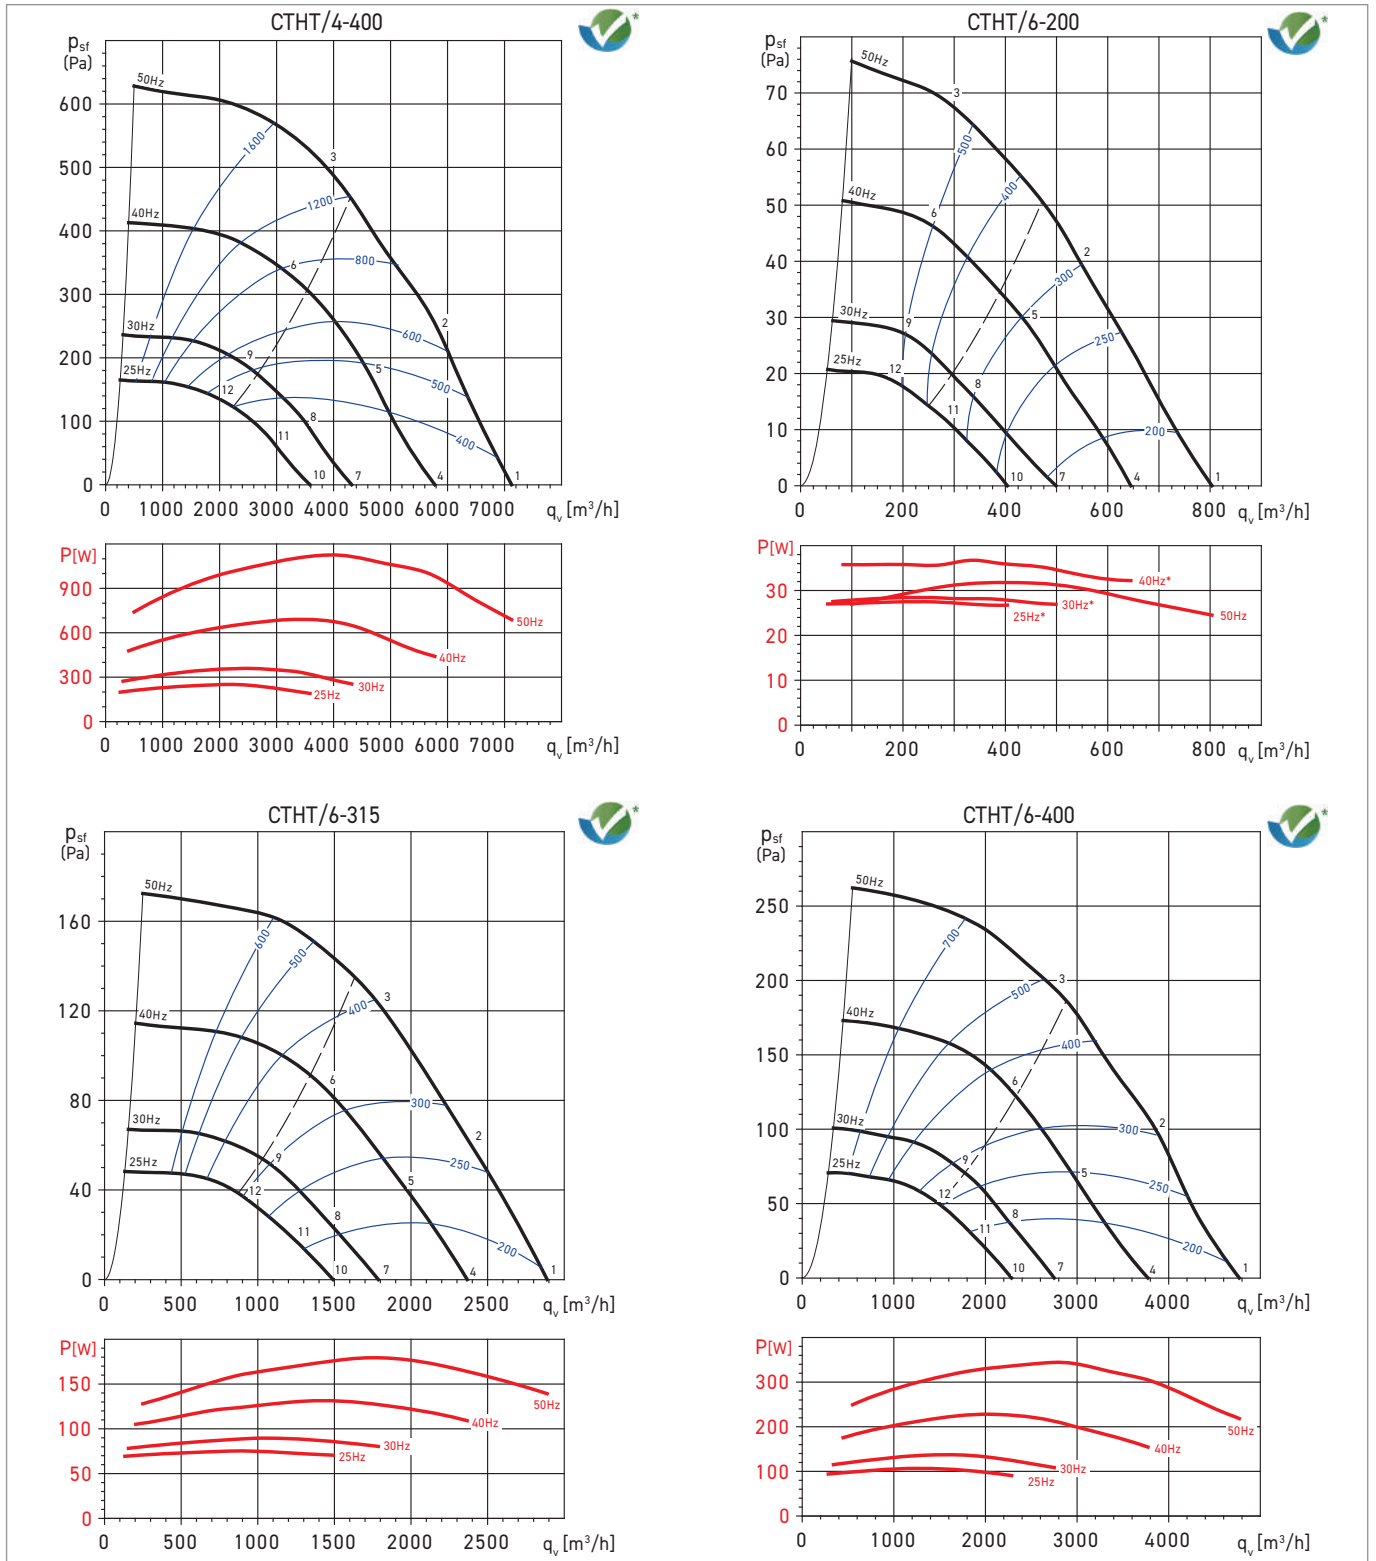 CTHT/4-400
*
psf
(Pa)
600
500
400
300
200
100
0
50Hz
40Hz
30Hz
25Hz
1600
1200
800
600
500
400
3
6
2
9
5
12
8
11
10
7
4
1
0 1000 2000 3000 4000 5000 6000 7000 qv [m³/h]
P[W]
900
600
300
0
50Hz
40Hz
30Hz
25Hz
0 1000 2000 3000 4000 5000 6000 7000 qv [m³/h]
CTHT/6-200
*
psf
(Pa)
70
60
50
40
30
20
10
0
50Hz
40Hz
30Hz
25Hz
500
400
300
250
200
3
6
2
9
5
12
8
11
10
7
4
1
0 200 400 600 800 qv [m³/h]
P[W]
30
20
10
0
40Hz*
30Hz*
25Hz*
50Hz
0 200 400 600 800 qv [m³/h]
CTHT/6-315
*
psf
(Pa)
160
120
80
40
0
50Hz
40Hz
30Hz
25Hz
600
500
400
300
250
200
3
6
2
9
5
12
8
11
10
7
4
1
0 500 1000 1500 2000 2500 qv [m³/h]
P[W]
150
100
50
0
50Hz
40Hz
30Hz
25Hz
0 500 1000 1500 2000 2500 qv [m³/h]
CTHT/6-400
*
psf
(Pa)
250
200
150
100
50
0
50Hz
40Hz
30Hz
25Hz
700
500
400
300
250
200
3
6
2
9
5
12
8
11
10
7
4
1
0 1000 2000 3000 4000 qv [m³/h]
P[W]
300
200
100
0
50Hz
40Hz
30Hz
25Hz
0 1000 2000 3000 4000 qv [m³/h]